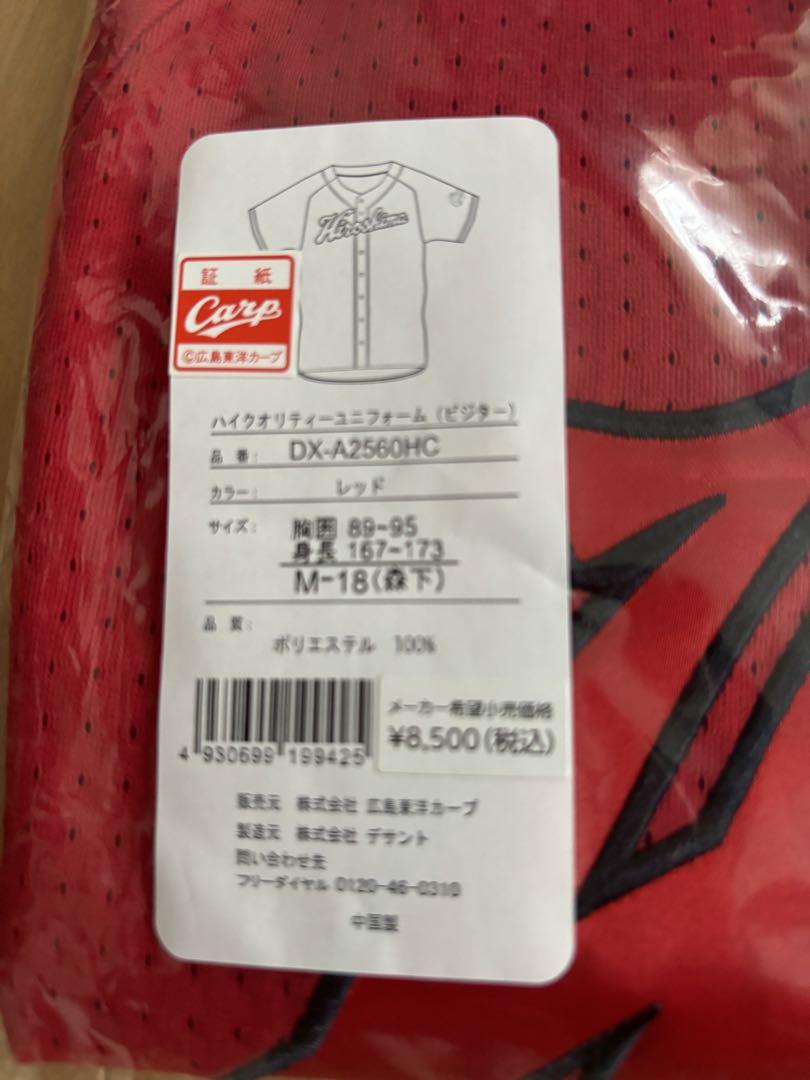 Hiroshima
証 紙
Carp
©広島東洋カープ
ハイクオリティーユニフォーム (ビジター)
品 番: DX-A2560HC
カラー: レッド
サイズ: 胸囲 89~95
身長 167~173
M-18(森下)
品 質:
ポリエステル 100%
メーカー希望小売価格
¥8,500(税込)
4 930699 199425
販売元 株式会社 広島東洋カープ
製造元 株式会社 デサント
問い合わせ先
フリーダイヤル 0120-46-0310
中国製